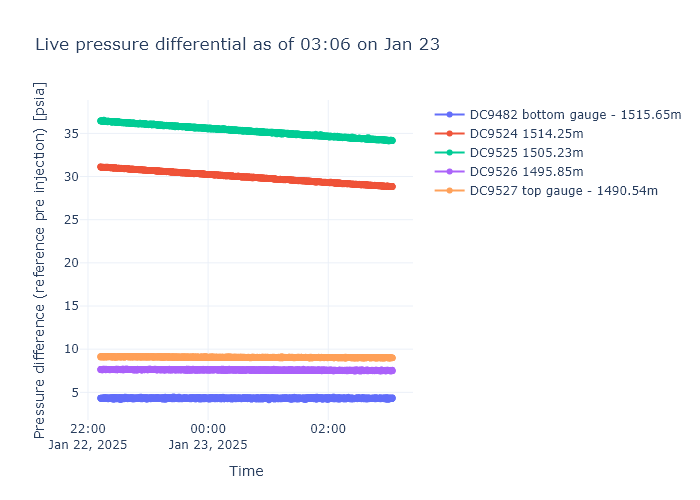 Live pressure differential as of 03:06 on Jan 23
Pressure difference (reference pre injection) [psia]
35
30
25
20
15
10
5
22:00
Jan 22, 2025
00:00
Jan 23, 2025
02:00
Time
DC9482 bottom gauge - 1515.65m
DC9524 1514.25m
DC9525 1505.23m
DC9526 1495.85m
DC9527 top gauge - 1490.54m